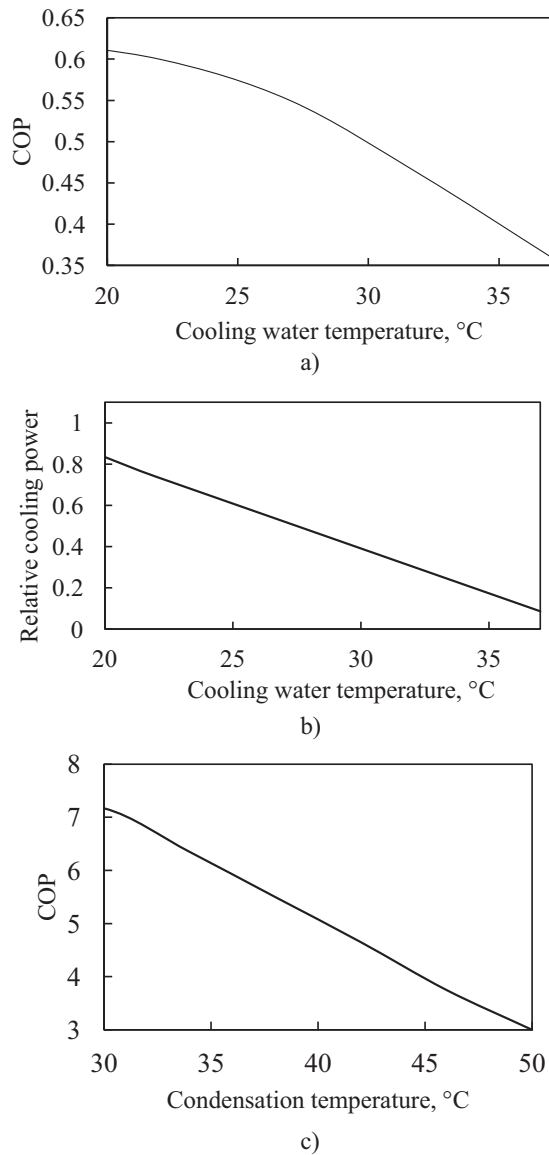 0.65
0.6
0.55
0.5
0.45
0.4
0.35
COP
20 25 30 35
Cooling water temperature, °C
a)
1
0.8
0.6
0.4
0.2
0
Relative cooling power
20 25 30 35
Cooling water temperature, °C
b)
8
7
6
5
4
3
COP
30 35 40 45 50
Condensation temperature, °C
c)